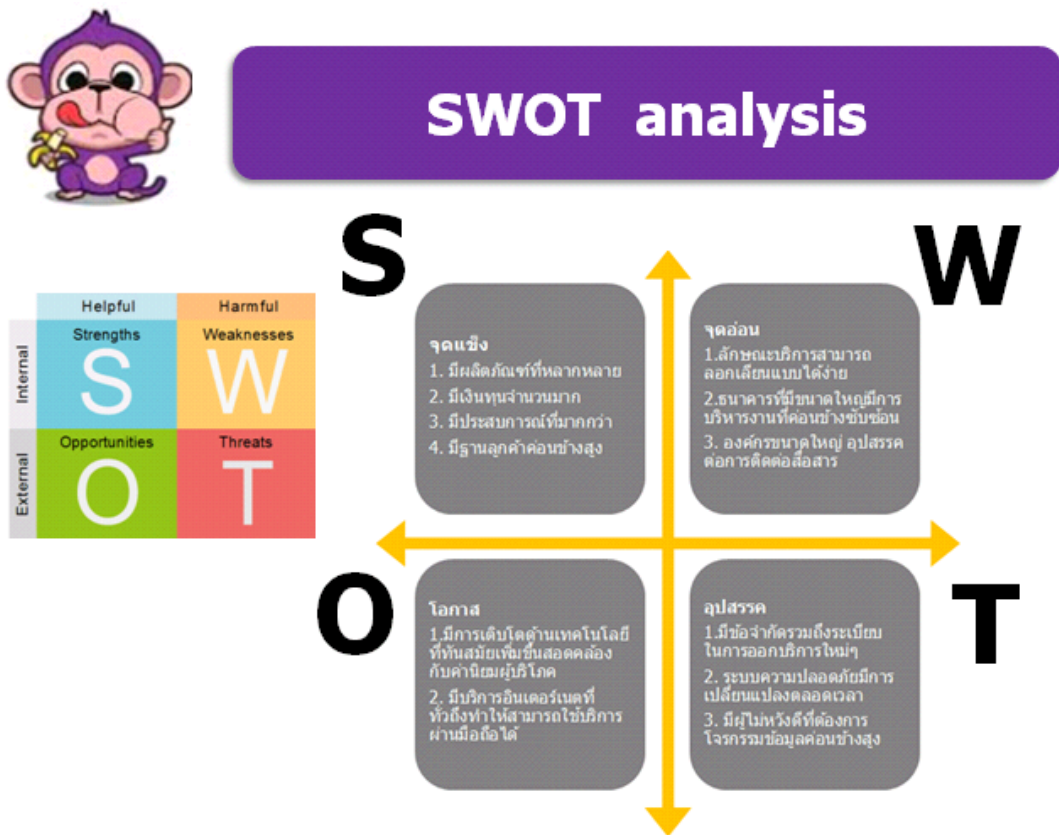 SWOT analysis
Helpful
Harmful
Internal
Strengths
S
Weaknesses
W
External
Opportunities
O
Threats
T
S
จุดแข็ง
1. มีผลิตภัณฑ์ที่หลากหลาย
2. มีเงินทุนจำนวนมาก
3. มีประสบการณ์ที่มากกว่า
4. มีฐานลูกค้าค่อนข้างสูง
W
จุดอ่อน
1.ลักษณะบริการสามารถ
ลอกเลียนแบบได้ง่าย
2.ธนาคารที่มีขนาดใหญ่มีการ
บริหารงานที่ค่อนข้างซับซ้อน
3. องค์กรขนาดใหญ่ อุปสรรค
ต่อการติดต่อสื่อสาร
O
โอกาส
1.มีการเติบโตด้านเทคโนโลยี
ที่ทันสมัยเพิ่มขึ้นสอดคล้อง
กับค่านิยมผู้บริโภค
2. มีบริการอินเตอร์เนตที่
ทั่วถึงทำให้สามารถใช้บริการ
ผ่านมือถือได้
T
อุปสรรค
1.มีข้อจำกัดรวมถึงระเบียบ
ในการออกบริการใหม่ๆ
2. ระบบความปลอดภัยมีการ
เปลี่ยนแปลงตลอดเวลา
3. มีผู้ไม่หวังดีที่ต้องการ
โจรกรรมข้อมูลค่อนข้างสูง